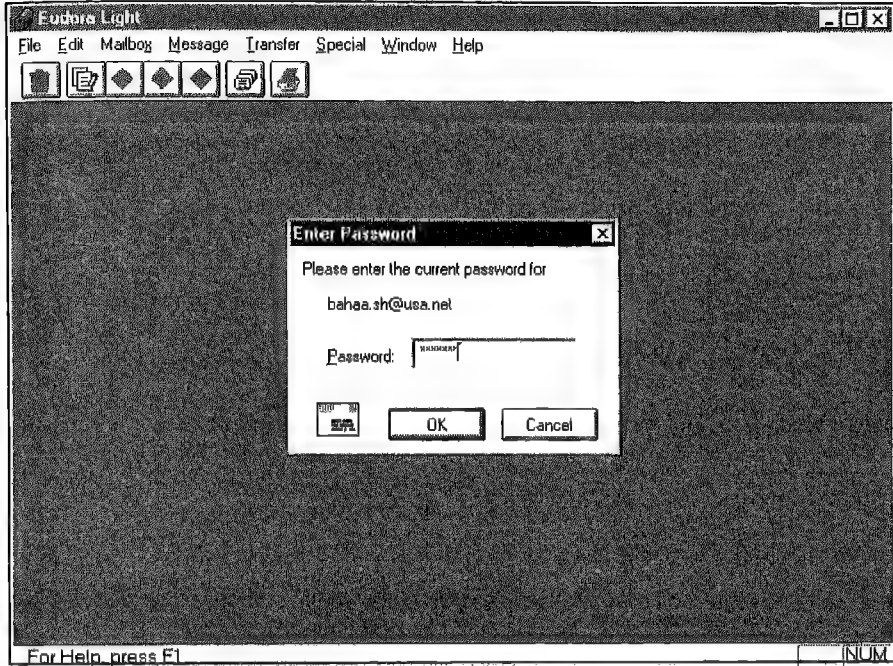 Eudora Light
File Edit Mailbox Message Transfer Special Window Help
Enter Password
Please enter the current password for
bahaa.sh@usa.net
Password: *******
OK Cancel
For Help, press F1 NUM